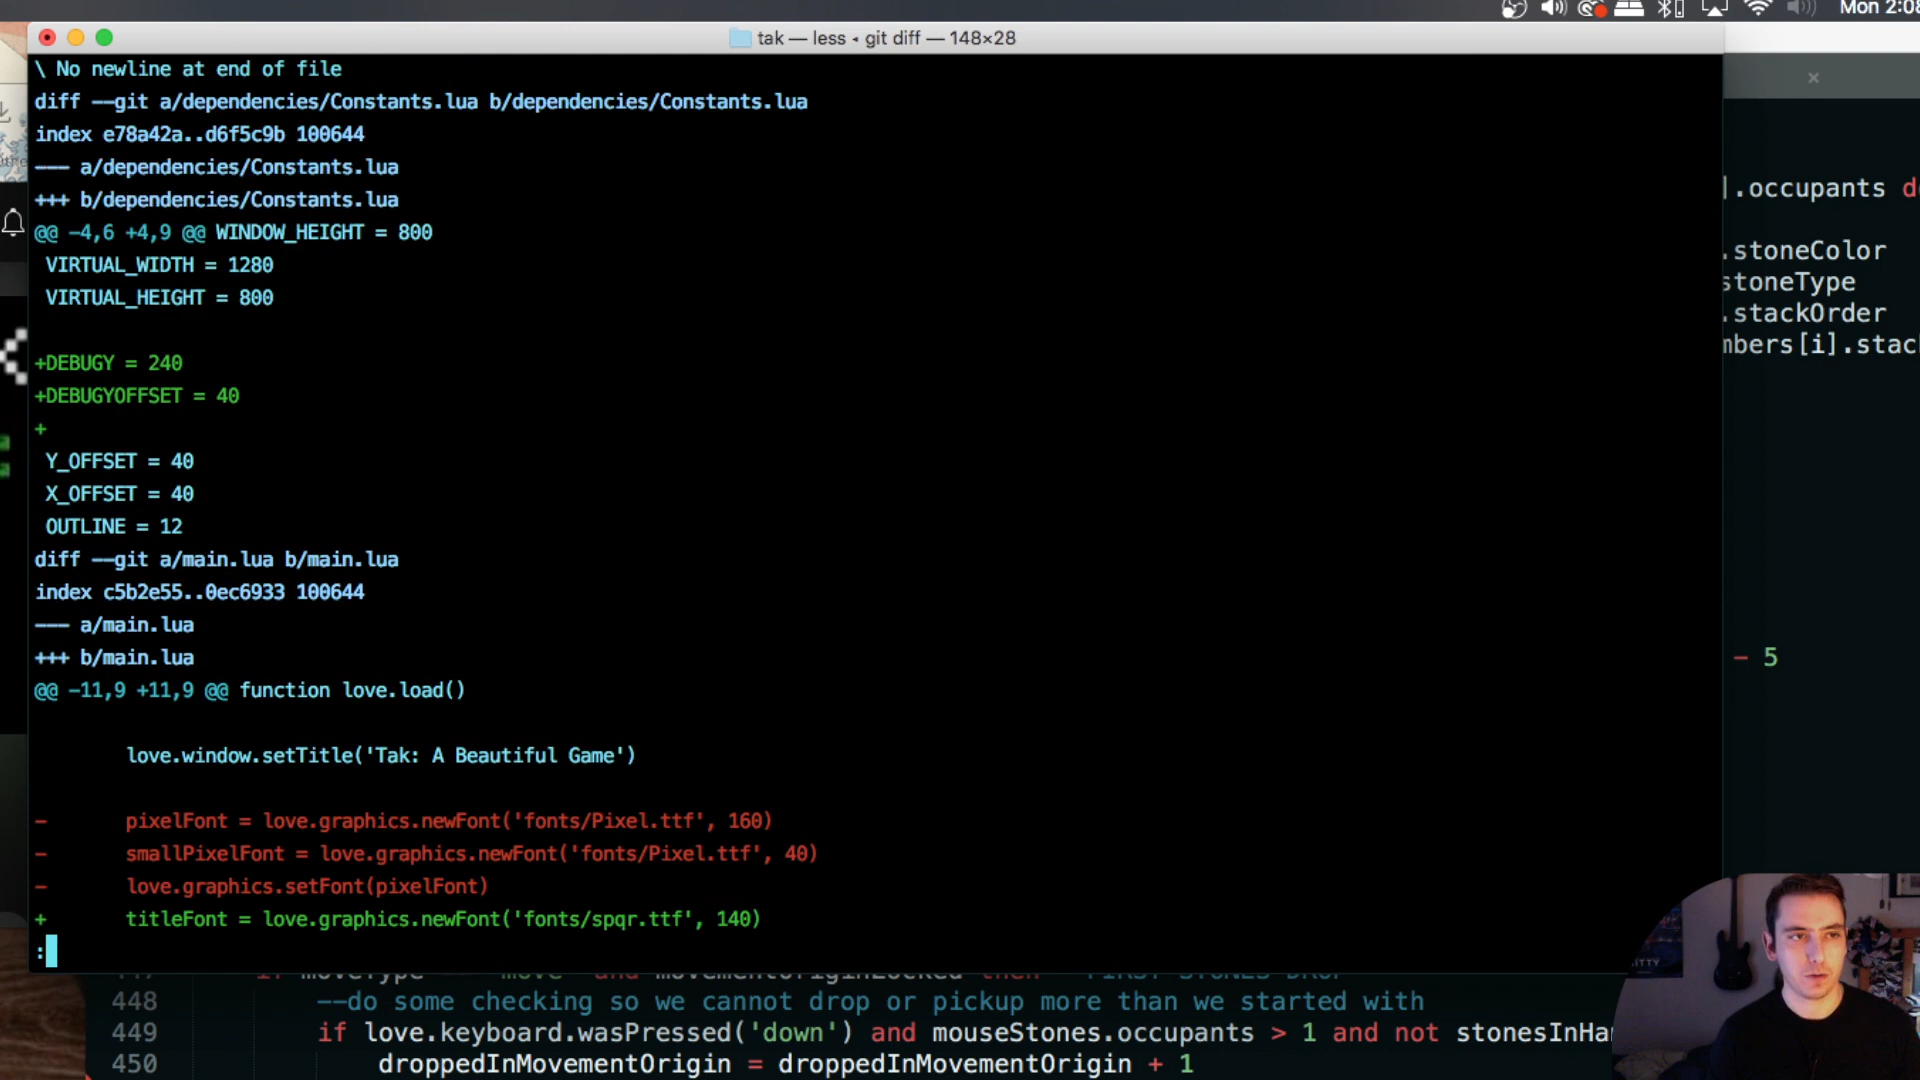 Mon 2:08
tak — less ◂ git diff — 148×28
\ No newline at end of file
diff --git a/dependencies/Constants.lua b/dependencies/Constants.lua
index e78a42a..d6f5c9b 100644
--- a/dependencies/Constants.lua
+++ b/dependencies/Constants.lua
@@ -4,6 +4,9 @@ WINDOW_HEIGHT = 800
VIRTUAL_WIDTH = 1280
VIRTUAL_HEIGHT = 800
+DEBUGY = 240
+DEBUGYOFFSET = 40
+
Y_OFFSET = 40
X_OFFSET = 40
OUTLINE = 12
diff --git a/main.lua b/main.lua
index c5b2e55..0ec6933 100644
--- a/main.lua
+++ b/main.lua
@@ -11,9 +11,9 @@ function love.load()
love.window.setTitle('Tak: A Beautiful Game')
- pixelFont = love.graphics.newFont('fonts/Pixel.ttf', 160)
- smallPixelFont = love.graphics.newFont('fonts/Pixel.ttf', 40)
- love.graphics.setFont(pixelFont)
+ titleFont = love.graphics.newFont('fonts/spqr.ttf', 140)
:
].occupants d
.stoneColor
stoneType
.stackOrder
mbers[i].stac
- 5
448 --do some checking so we cannot drop or pickup more than we started with
449 if love.keyboard.wasPressed('down') and mouseStones.occupants > 1 and not stonesInHa
450 droppedInMovementOrigin = droppedInMovementOrigin + 1